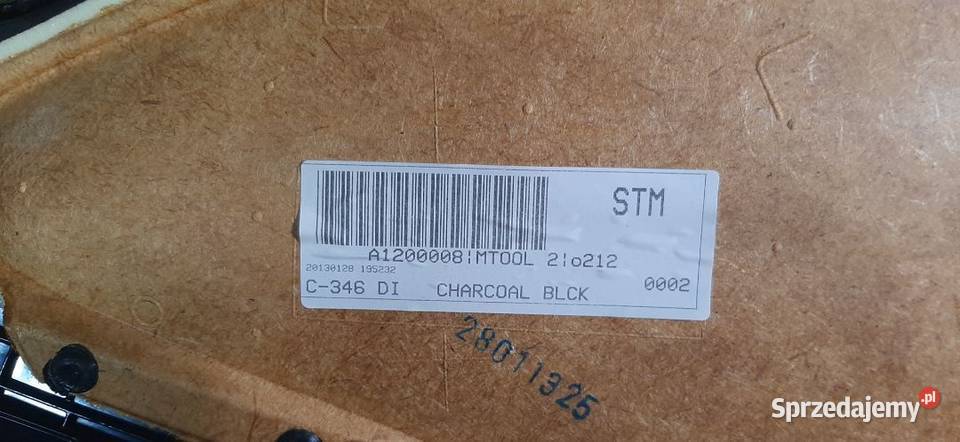 STM
A1200008¦MTOOL 2¦o212
20130128 195232
C-346 DI CHARCOAL BLCK 0002
28011325
Sprzedajemy.pl